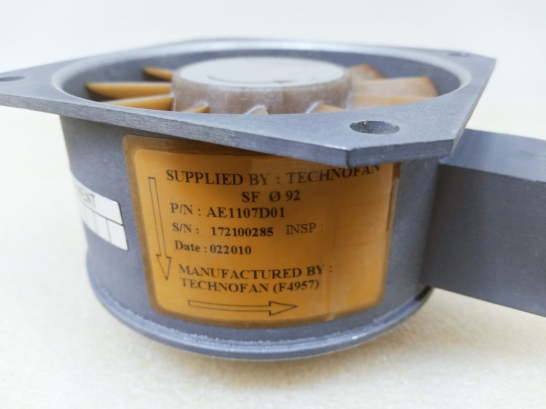 SUPPLIED BY : TECHNOFAN
SF Ø 92
P/N : AE1107D01
S/N : 172100285 INSP :
Date : 022010
MANUFACTURED BY :
TECHNOFAN (F4957)